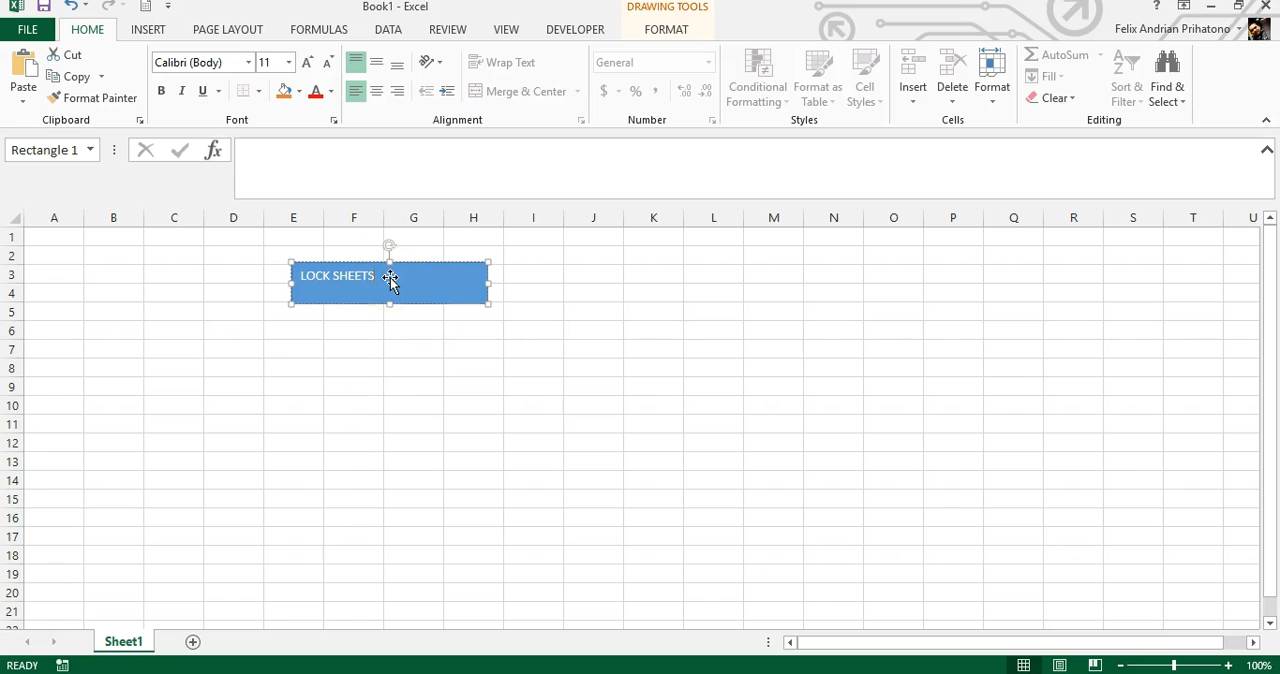 Book1 - Excel
DRAWING TOOLS
?
FILE HOME INSERT PAGE LAYOUT FORMULAS DATA REVIEW VIEW DEVELOPER FORMAT Felix Andrian Prihatono
Paste
Cut
Copy
Format Painter
Clipboard
Calibri (Body) 11
B I U A
Font
Wrap Text
Merge & Center
Alignment
General
$ % ,
Number
Conditional Formatting
Format as Table
Cell Styles
Styles
Insert
Delete
Format
Cells
AutoSum
Fill
Clear
Sort & Filter
Find & Select
Editing
Rectangle 1 fx
A B C D E F G H I J K L M N O P Q R S T U
1
2
3
4
5
6
7
8
9
10
11
12
13
14
15
16
17
18
19
20
21
LOCK SHEETS
Sheet1
READY 100%